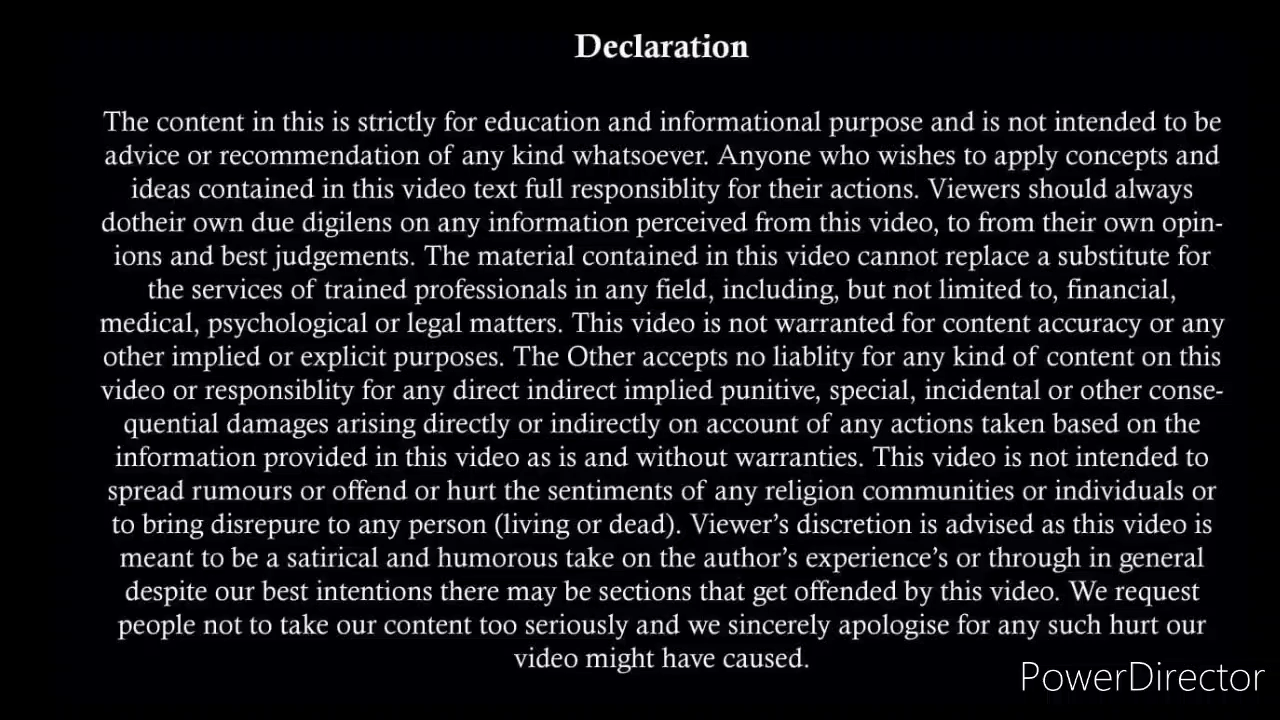 Declaration
The content in this is strictly for education and informational purpose and is not intended to be
advice or recommendation of any kind whatsoever. Anyone who wishes to apply concepts and
ideas contained in this video text full responsiblity for their actions. Viewers should always
dotheir own due digilens on any information perceived from this video, to from their own opin-
ions and best judgements. The material contained in this video cannot replace a substitute for
the services of trained professionals in any field, including, but not limited to, financial,
medical, psychological or legal matters. This video is not warranted for content accuracy or any
other implied or explicit purposes. The Other accepts no liablity for any kind of content on this
video or responsiblity for any direct indirect implied punitive, special, incidental or other conse-
quential damages arising directly or indirectly on account of any actions taken based on the
information provided in this video as is and without warranties. This video is not intended to
spread rumours or offend or hurt the sentiments of any religion communities or individuals or
to bring disrepure to any person (living or dead). Viewer’s discretion is advised as this video is
meant to be a satirical and humorous take on the author’s experience’s or through in general
despite our best intentions there may be sections that get offended by this video. We request
people not to take our content too seriously and we sincerely apologise for any such hurt our
video might have caused.
PowerDirector